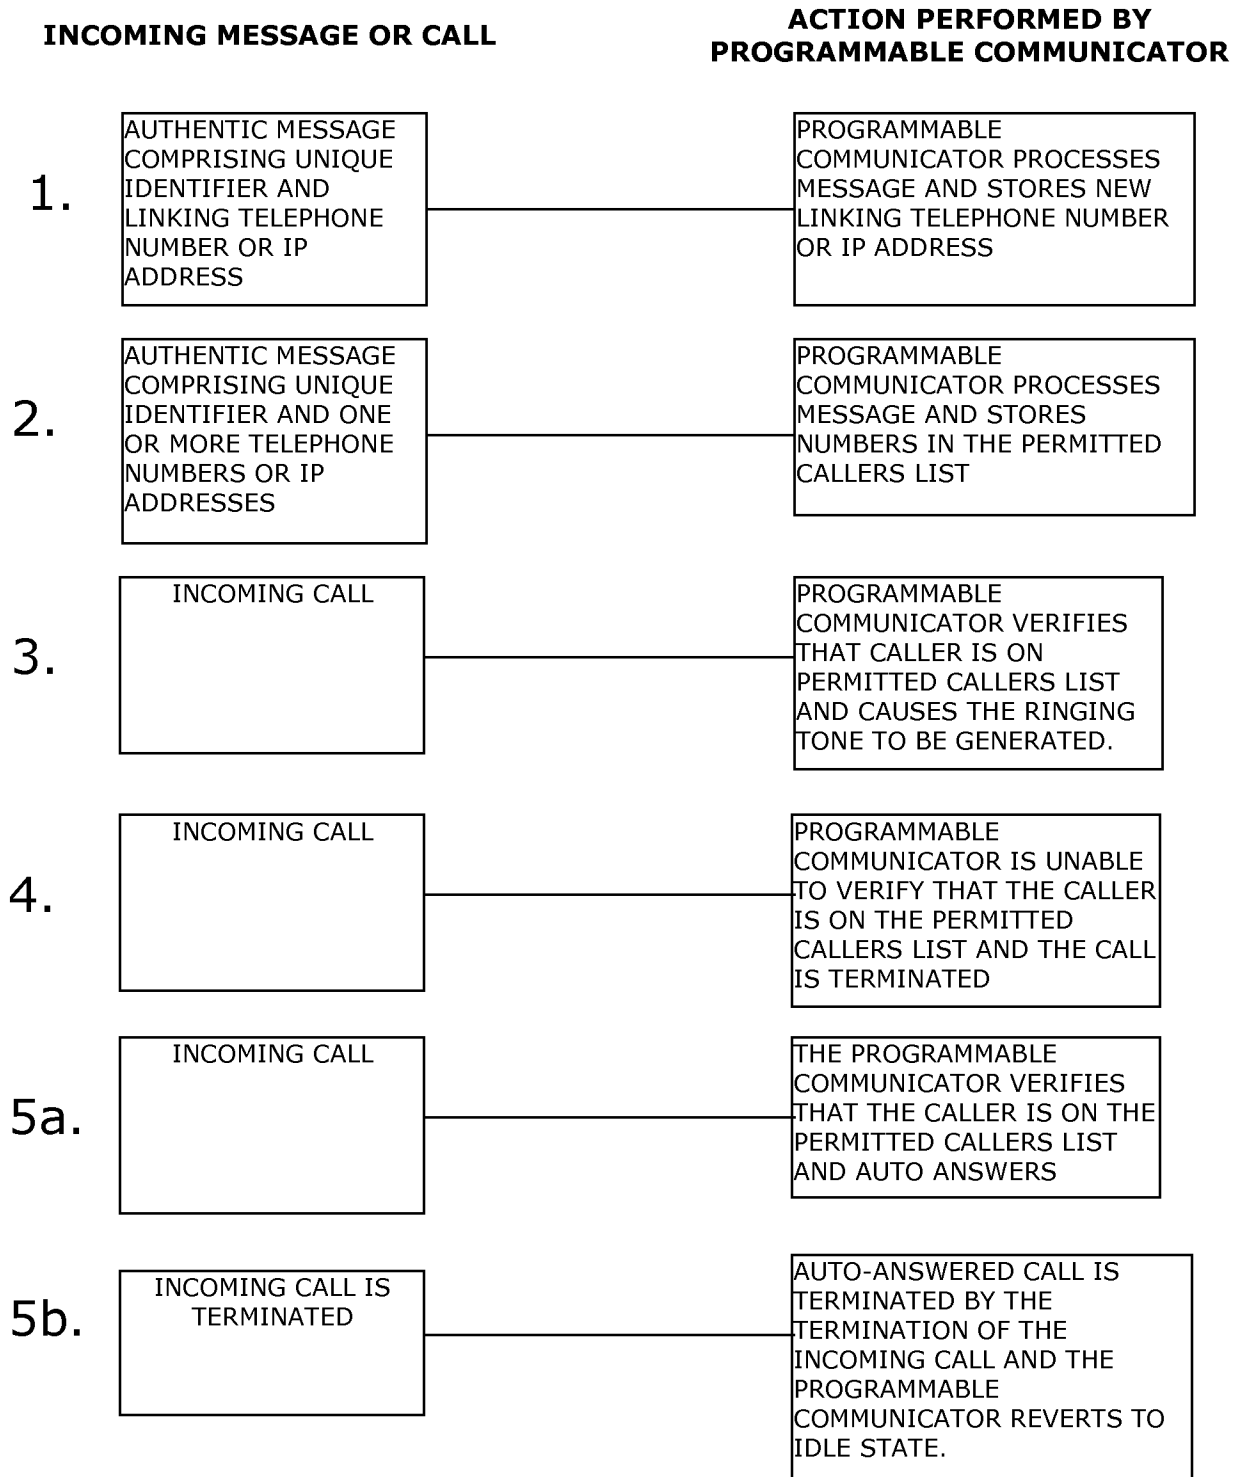 INCOMING MESSAGE OR CALL
ACTION PERFORMED BY
PROGRAMMABLE COMMUNICATOR
1.
AUTHENTIC MESSAGE
COMPRISING UNIQUE
IDENTIFIER AND
LINKING TELEPHONE
NUMBER OR IP
ADDRESS
PROGRAMMABLE
COMMUNICATOR PROCESSES
MESSAGE AND STORES NEW
LINKING TELEPHONE NUMBER
OR IP ADDRESS
2.
AUTHENTIC MESSAGE
COMPRISING UNIQUE
IDENTIFIER AND ONE
OR MORE TELEPHONE
NUMBERS OR IP
ADDRESSES
PROGRAMMABLE
COMMUNICATOR PROCESSES
MESSAGE AND STORES
NUMBERS IN THE PERMITTED
CALLERS LIST
3.
INCOMING CALL
PROGRAMMABLE
COMMUNICATOR VERIFIES
THAT CALLER IS ON
PERMITTED CALLERS LIST
AND CAUSES THE RINGING
TONE TO BE GENERATED.
4.
INCOMING CALL
PROGRAMMABLE
COMMUNICATOR IS UNABLE
TO VERIFY THAT THE CALLER
IS ON THE PERMITTED
CALLERS LIST AND THE CALL
IS TERMINATED
5a.
INCOMING CALL
THE PROGRAMMABLE
COMMUNICATOR VERIFIES
THAT THE CALLER IS ON THE
PERMITTED CALLERS LIST
AND AUTO ANSWERS
5b.
INCOMING CALL IS
TERMINATED
AUTO-ANSWERED CALL IS
TERMINATED BY THE
TERMINATION OF THE
INCOMING CALL AND THE
PROGRAMMABLE
COMMUNICATOR REVERTS TO
IDLE STATE.